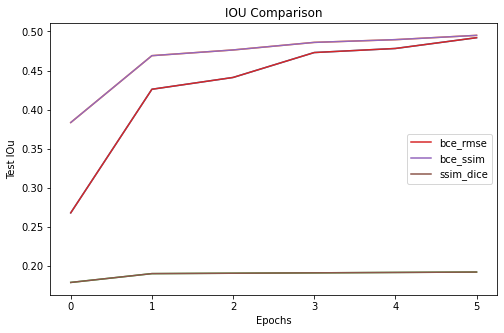 IOU Comparison
Test IOu
0.50
0.45
0.40
0.35
0.30
0.25
0.20
bce_rmse
bce_ssim
ssim_dice
0 1 2 3 4 5
Epochs